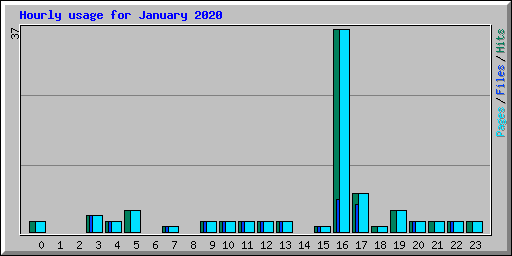 Hourly usage for January 2020
37
Pages/Files/Hits
0 1 2 3 4 5 6 7 8 9 10 11 12 13 14 15 16 17 18 19 20 21 22 23